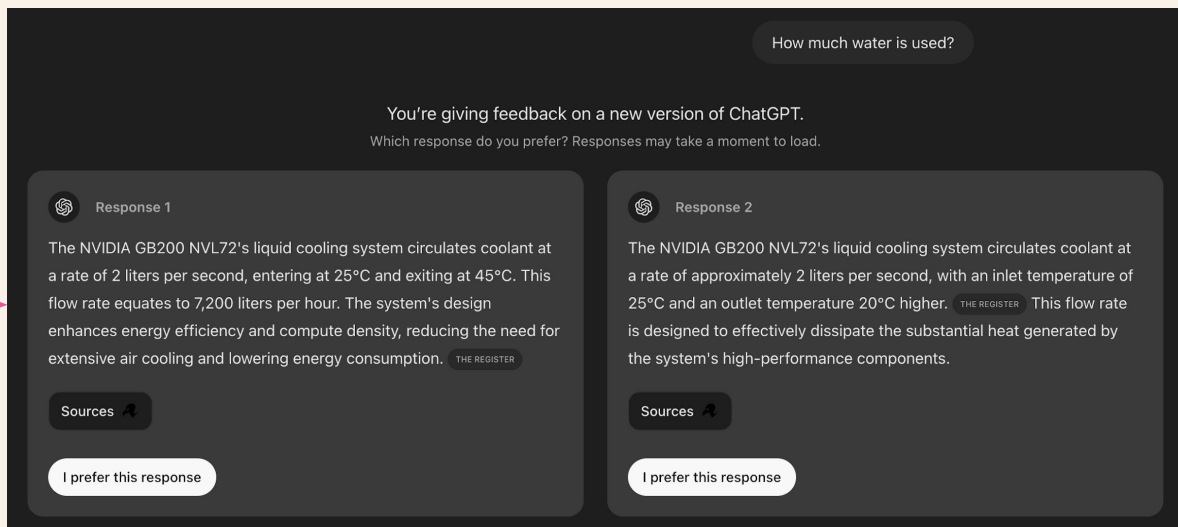 How much water is used?
You're giving feedback on a new version of ChatGPT.
Which response do you prefer? Responses may take a moment to load.
Response 1
The NVIDIA GB200 NVL72's liquid cooling system circulates coolant at
a rate of 2 liters per second, entering at 25°C and exiting at 45°C. This
flow rate equates to 7,200 liters per hour. The system's design
enhances energy efficiency and compute density, reducing the need for
extensive air cooling and lowering energy consumption. THE REGISTER
Sources
I prefer this response
Response 2
The NVIDIA GB200 NVL72's liquid cooling system circulates coolant at
a rate of approximately 2 liters per second, with an inlet temperature of
25°C and an outlet temperature 20°C higher. THE REGISTER This flow rate
is designed to effectively dissipate the substantial heat generated by
the system's high-performance components.
Sources
I prefer this response